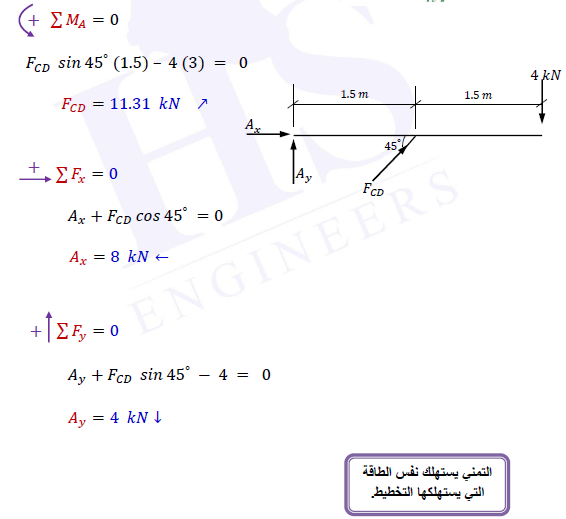 + ∑ M_A = 0
F_CD sin 45° (1.5) − 4 (3) = 0
F_CD = 11.31 kN ↗
4 kN
1.5 m 1.5 m
A_x
45°
A_y
F_CD
+ ∑ F_x = 0
A_x + F_CD cos 45° = 0
A_x = 8 kN ←
HS
ENGINEERS
+ ∑ F_y = 0
A_y + F_CD sin 45° − 4 = 0
A_y = 4 kN ↓
التمني يستهلك نفس الطاقة
التي يستهلكها التخطيط.